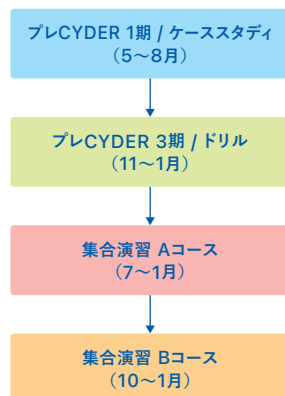 プレCYDER 1期 / ケーススタディ
（5〜8月）
プレCYDER 3期 / ドリル
（11〜1月）
集合演習 Aコース
（7〜1月）
集合演習 Bコース
（10〜1月）